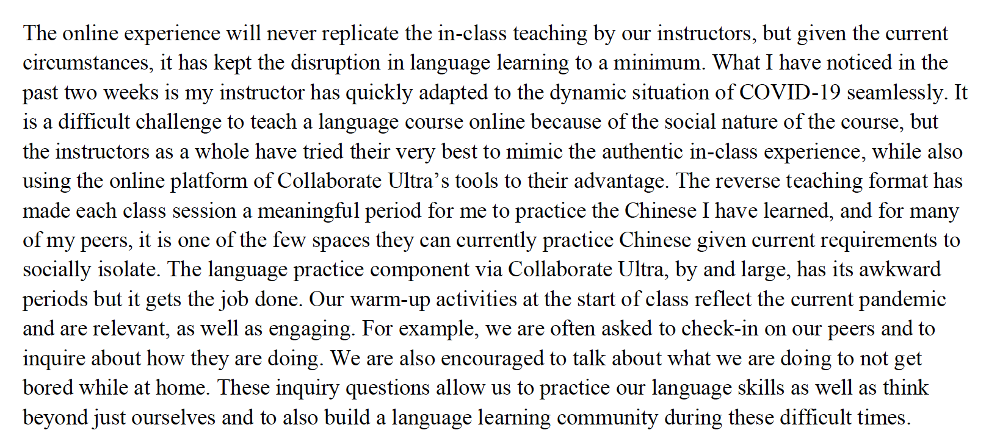 The online experience will never replicate the in-class teaching by our instructors, but given the current
circumstances, it has kept the disruption in language learning to a minimum. What I have noticed in the
past two weeks is my instructor has quickly adapted to the dynamic situation of COVID-19 seamlessly. It
is a difficult challenge to teach a language course online because of the social nature of the course, but
the instructors as a whole have tried their very best to mimic the authentic in-class experience, while also
using the online platform of Collaborate Ultra’s tools to their advantage. The reverse teaching format has
made each class session a meaningful period for me to practice the Chinese I have learned, and for many
of my peers, it is one of the few spaces they can currently practice Chinese given current requirements to
socially isolate. The language practice component via Collaborate Ultra, by and large, has its awkward
periods but it gets the job done. Our warm-up activities at the start of class reflect the current pandemic
and are relevant, as well as engaging. For example, we are often asked to check-in on our peers and to
inquire about how they are doing. We are also encouraged to talk about what we are doing to not get
bored while at home. These inquiry questions allow us to practice our language skills as well as think
beyond just ourselves and to also build a language learning community during these difficult times.